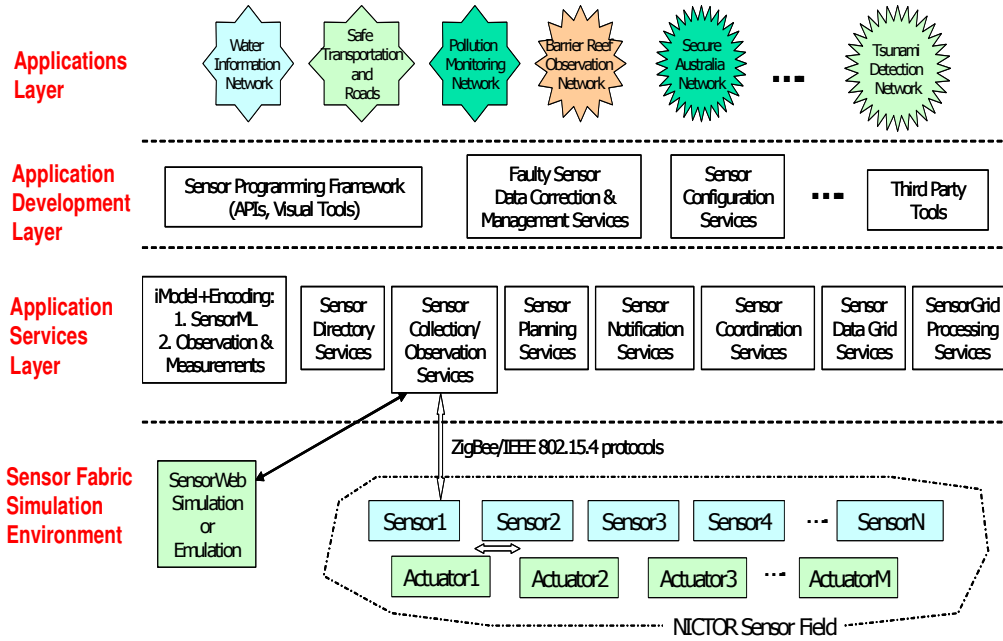 Applications
Layer
Water
Information
Network
Safe
Transportation
and
Roads
Pollution
Monitoring
Network
Barrier Reef
Observation
Network
Secure
Australia
Network
...
Tsunami
Detection
Network
Application
Development
Layer
Sensor Programming Framework
(APIs, Visual Tools)
Faulty Sensor
Data Correction &
Management Services
Sensor
Configuration
Services
...
Third Party
Tools
Application
Services
Layer
iModel+Encoding:
1. SensorML
2. Observation &
Measurements
Sensor
Directory
Services
Sensor
Collection/
Observation
Services
Sensor
Planning
Services
Sensor
Notification
Services
Sensor
Coordination
Services
Sensor
Data Grid
Services
SensorGrid
Processing
Services
ZigBee/IEEE 802.15.4 protocols
Sensor Fabric
Simulation
Environment
SensorWeb
Simulation
or
Emulation
Sensor1
Sensor2
Sensor3
Sensor4
...
SensorN
Actuator1
Actuator2
Actuator3
...
ActuatorM
NICTOR Sensor Field